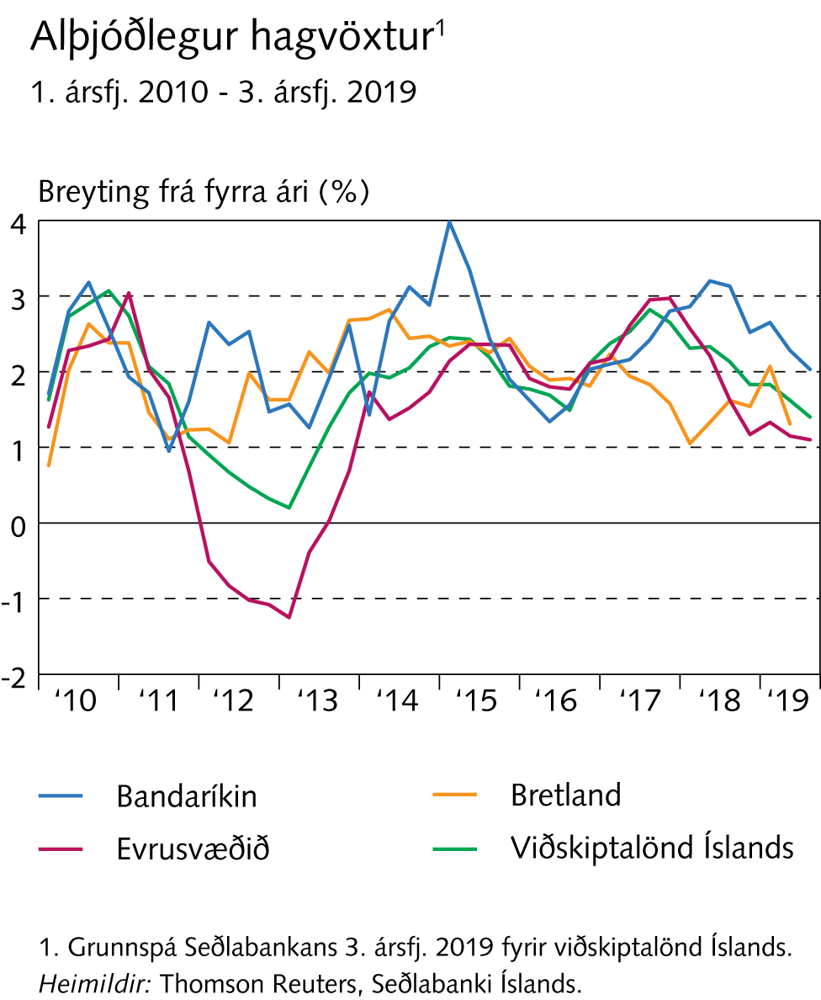 Alþjóðlegur hagvöxtur¹
1. ársfj. 2010 - 3. ársfj. 2019
Breyting frá fyrra ári (%)
4
3
2
1
0
-1
-2
‘10 ‘11 ‘12 ‘13 ‘14 ‘15 ‘16 ‘17 ‘18 ‘19
Bandaríkin
Bretland
Evrusvæðið
Viðskiptalönd Íslands
1. Grunnspá Seðlabankans 3. ársfj. 2019 fyrir viðskiptalönd Íslands.
Heimildir: Thomson Reuters, Seðlabanki Íslands.